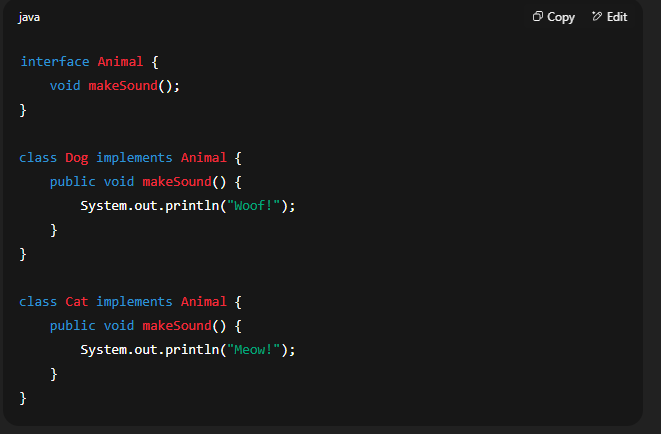 java Copy Edit
interface Animal {
    void makeSound();
}

class Dog implements Animal {
    public void makeSound() {
        System.out.println("Woof!");
    }
}

class Cat implements Animal {
    public void makeSound() {
        System.out.println("Meow!");
    }
}